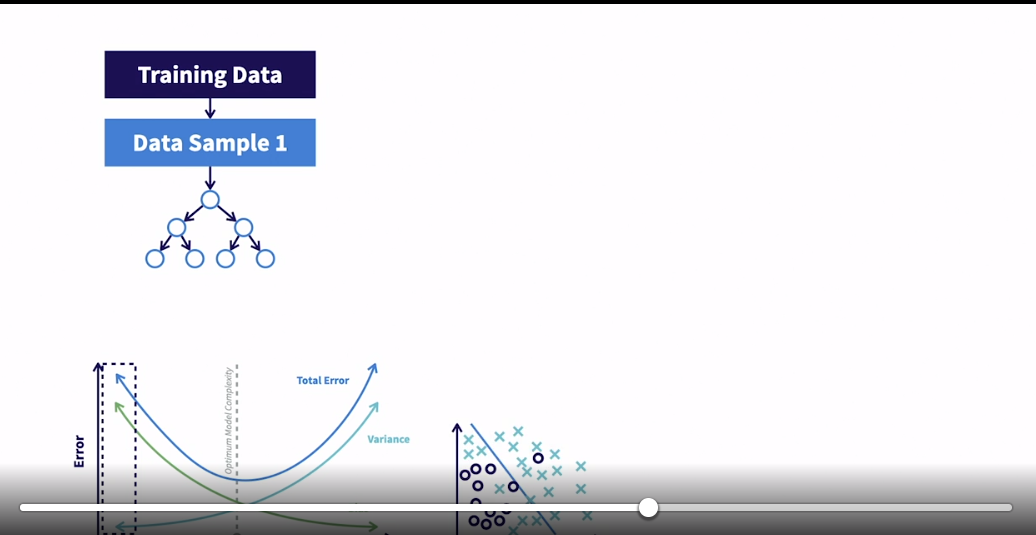 Training Data
Data Sample 1
Total Error
Optimum Model Complexity
Variance
Error